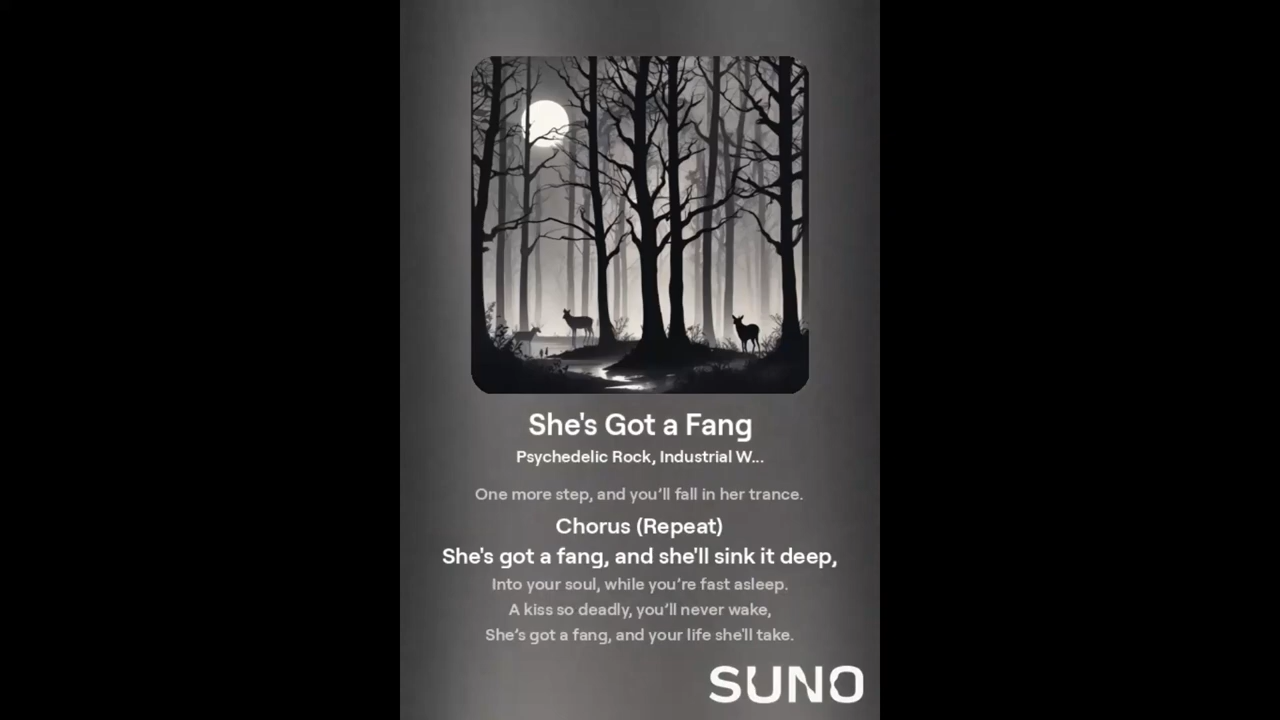 She's Got a Fang
Psychedelic Rock, Industrial W...
One more step, and you’ll fall in her trance.
Chorus (Repeat)
She's got a fang, and she'll sink it deep,
Into your soul, while you’re fast asleep.
A kiss so deadly, you’ll never wake,
She’s got a fang, and your life she'll take.
SUNO